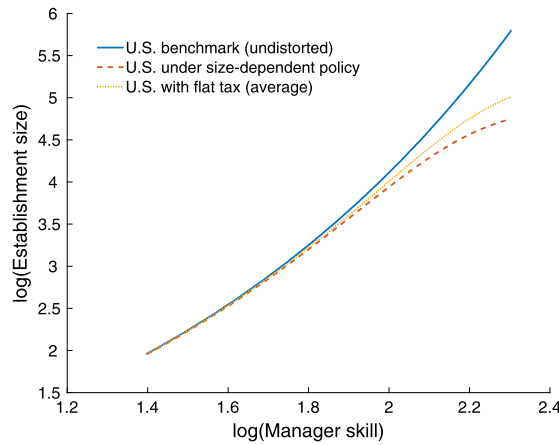 6
5.5
5
4.5
4
3.5
3
2.5
2
1.5
log(Establishment size)
U.S. benchmark (undistorted)
U.S. under size-dependent policy
U.S. with flat tax (average)
1.2 1.4 1.6 1.8 2 2.2 2.4
log(Manager skill)